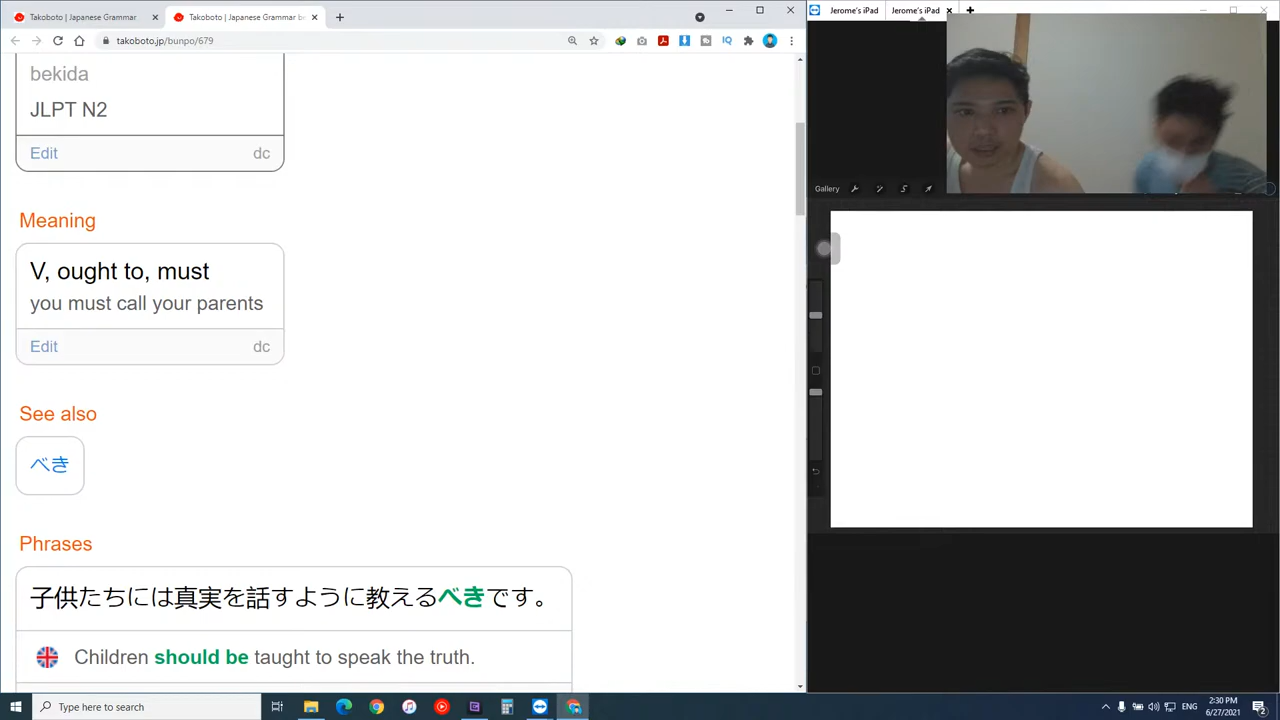 Takoboto | Japanese Grammar
Takoboto | Japanese Grammar be
takoboto.jp/bunpo/679
bekida
JLPT N2
Edit dc
Meaning
V, ought to, must
you must call your parents
Edit dc
See also
べき
Phrases
子供たちには真実を話すように教えるべきです。
Children should be taught to speak the truth.
Jerome's iPad
Jerome's iPad
Gallery
Type here to search
ENG
2:30 PM
6/27/2021
2